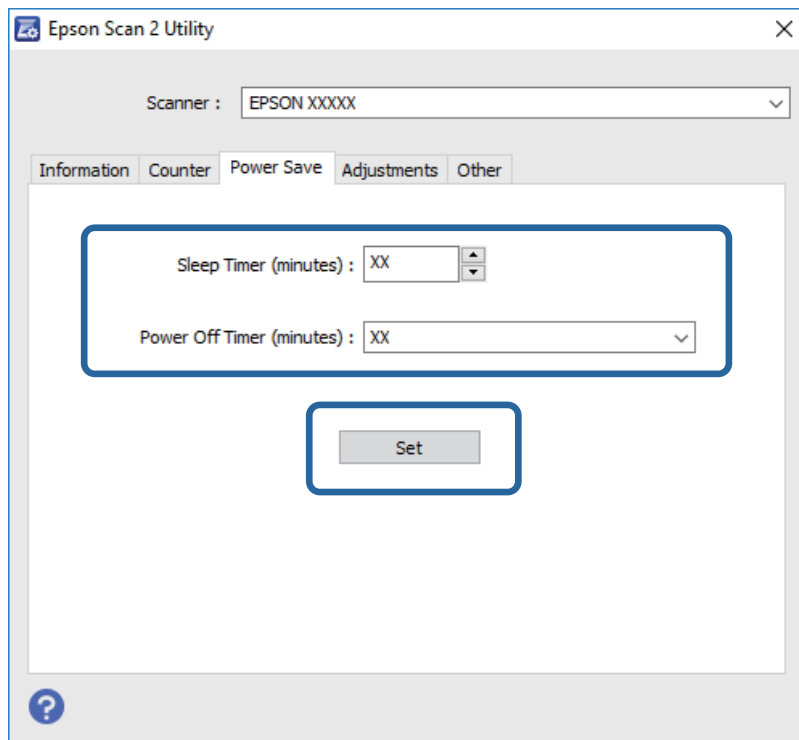 Epson Scan 2 Utility
Scanner : EPSON XXXXX
Information Counter Power Save Adjustments Other
Sleep Timer (minutes) : XX
Power Off Timer (minutes) : XX
Set
?